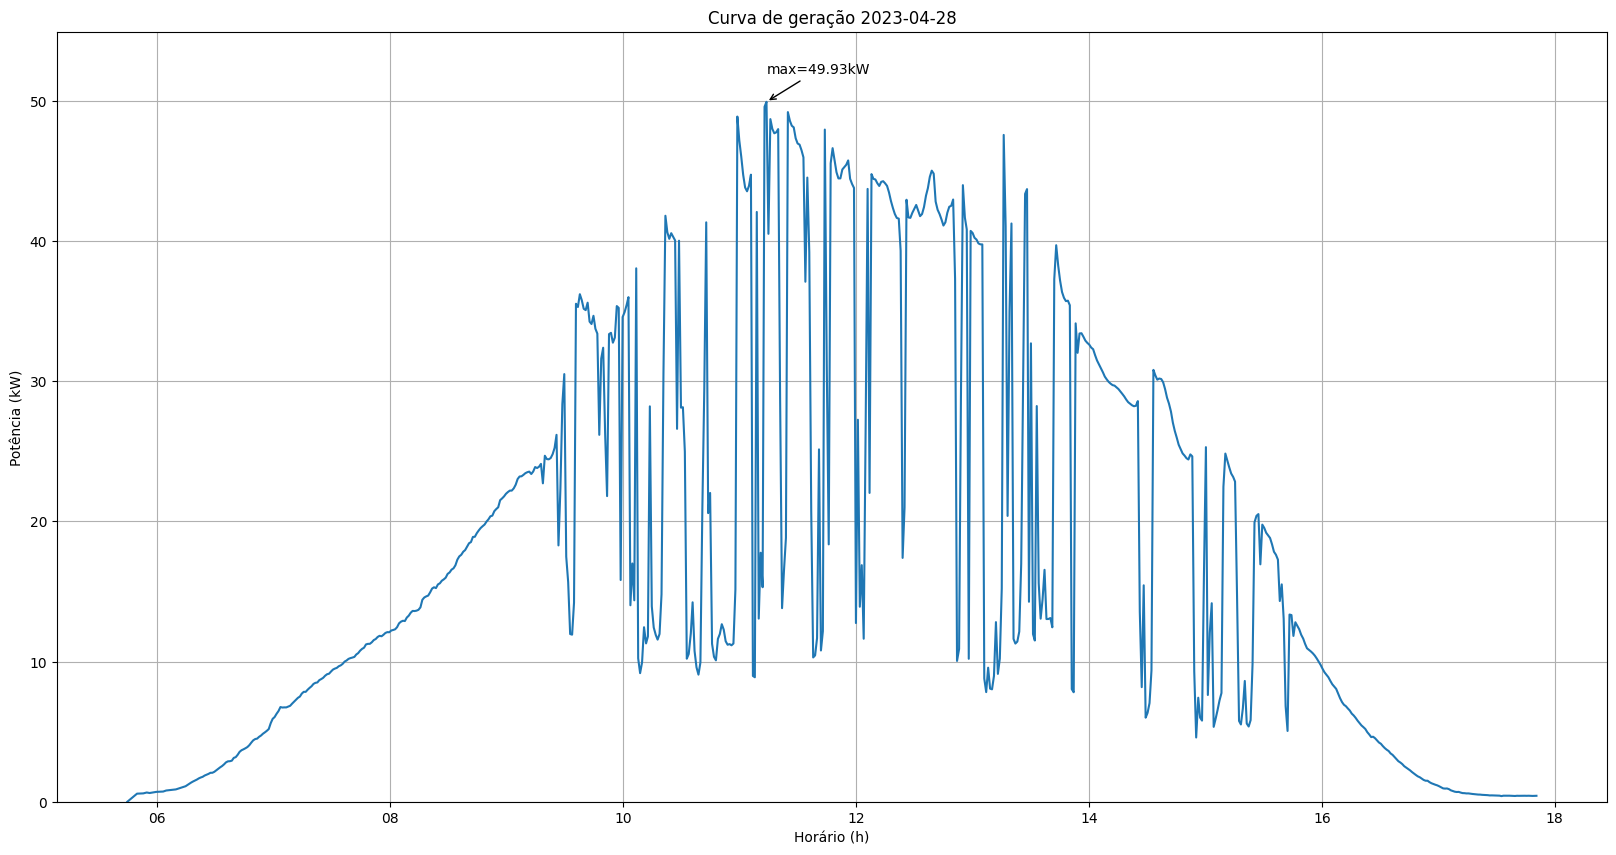 Curva de geração 2023-04-28
max=49.93kW
50
40
30
20
10
0
Potência (kW)
06 08 10 12 14 16 18
Horário (h)